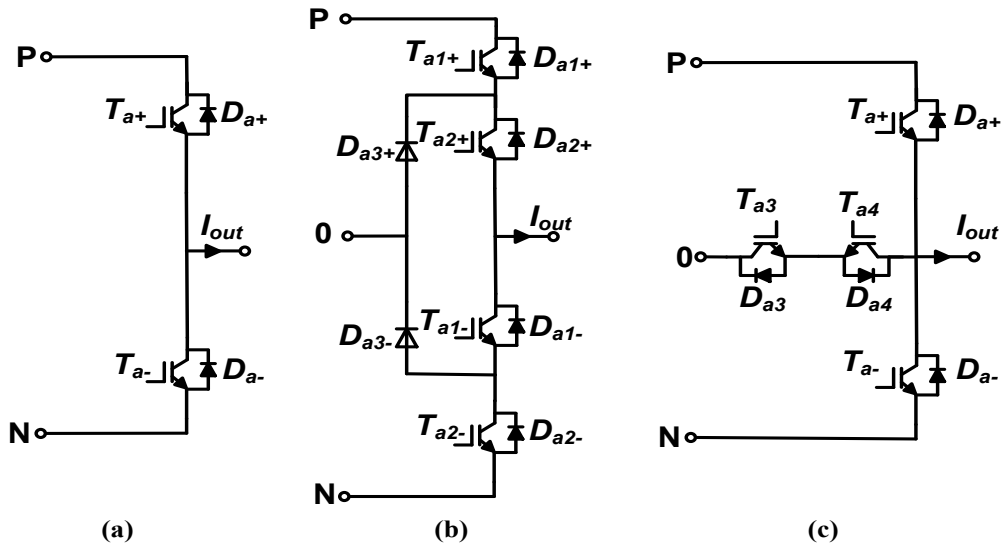 P
Ta+
Da+
Iout
Ta-
Da-
N
(a)
P
Ta1+
Da1+
Da3+
Ta2+
Da2+
0
Iout
Da3-
Ta1-
Da1-
Ta2-
Da2-
N
(b)
P
Ta+
Da+
Ta3
Ta4
Iout
0
Da3
Da4
Ta-
Da-
N
(c)